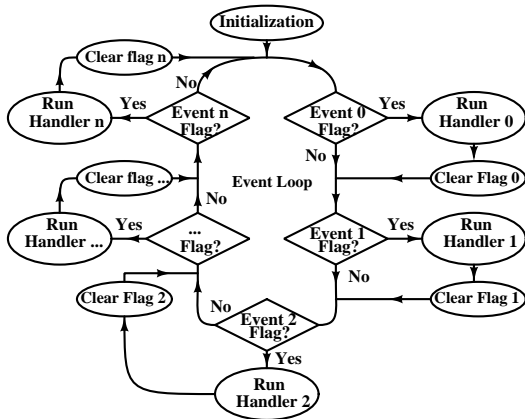 Initialization
Clear flag n
No
Run
Handler n
Yes
Event n
Flag?
Event 0
Flag?
Yes
Run
Handler 0
No
Clear Flag 0
Event Loop
Clear flag ...
No
Run
Handler ...
Yes
...
Flag?
Event 1
Flag?
Yes
Run
Handler 1
No
Clear Flag 1
Clear Flag 2
No
Event 2
Flag?
Yes
Run
Handler 2